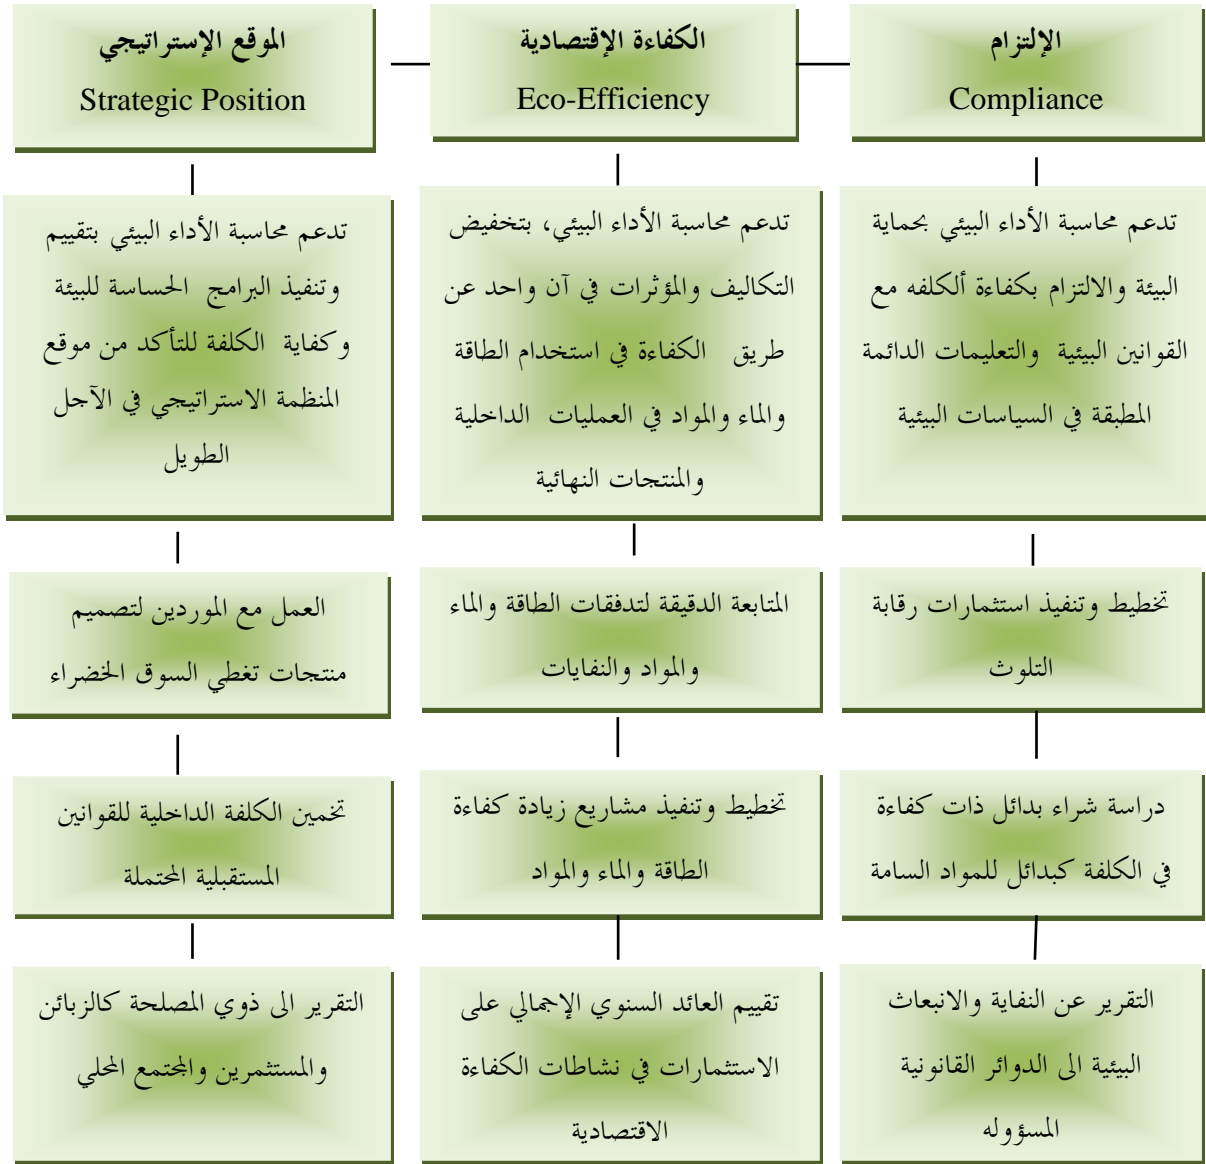 الإلتزام
Compliance
تدعم محاسبة الأداء البيئي بحماية
البيئة والالتزام بكفاءة ألكلفه مع
القوانين البيئية والتعليمات الدائمة
المطبقة في السياسات البيئية
تخطيط وتنفيذ استثمارات رقابة
التلوث
دراسة شراء بدائل ذات كفاءة
في الكلفة كبدائل للمواد السامة
التقرير عن النفاية والانبعاث
البيئية الى الدوائر القانونية
المسؤوله
الكفاءة الإقتصادية
Eco-Efficiency
تدعم محاسبة الأداء البيئي، بتخفيض
التكاليف والمؤثرات في آن واحد عن
طريق الكفاءة في استخدام الطاقة
والماء والمواد في العمليات الداخلية
والمنتجات النهائية
المتابعة الدقيقة لتدفقات الطاقة والماء
والمواد والنفايات
تخطيط وتنفيذ مشاريع زيادة كفاءة
الطاقة والماء والمواد
تقييم العائد السنوي الإجمالي على
الاستثمارات في نشاطات الكفاءة
الاقتصادية
الموقع الإستراتيجي
Strategic Position
تدعم محاسبة الأداء البيئي بتقييم
وتنفيذ البرامج الحساسة للبيئة
وكفاية الكلفة للتأكد من موقع
المنظمة الاستراتيجي في الآجل
الطويل
العمل مع الموردين لتصميم
منتجات تغطي السوق الخضراء
تخمين الكلفة الداخلية للقوانين
المستقبلية المحتملة
التقرير الى ذوي المصلحة كالزبائن
والمستثمرين والمجتمع المحلي